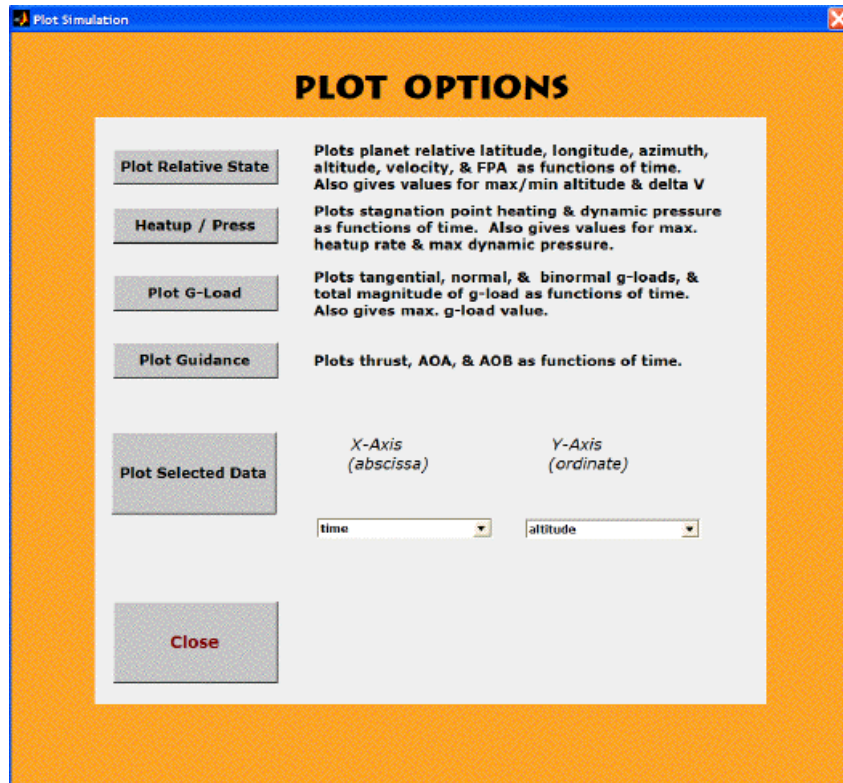 Plot Simulation
PLOT OPTIONS
Plot Relative State
Plots planet relative latitude, longitude, azimuth,
altitude, velocity, & FPA as functions of time.
Also gives values for max/min altitude & delta V
Heatup / Press
Plots stagnation point heating & dynamic pressure
as functions of time. Also gives values for max.
heatup rate & max dynamic pressure.
Plot G-Load
Plots tangential, normal, & binormal g-loads, &
total magnitude of g-load as functions of time.
Also gives max. g-load value.
Plot Guidance
Plots thrust, AOA, & AOB as functions of time.
Plot Selected Data
X-Axis
(abscissa)
Y-Axis
(ordinate)
time
altitude
Close